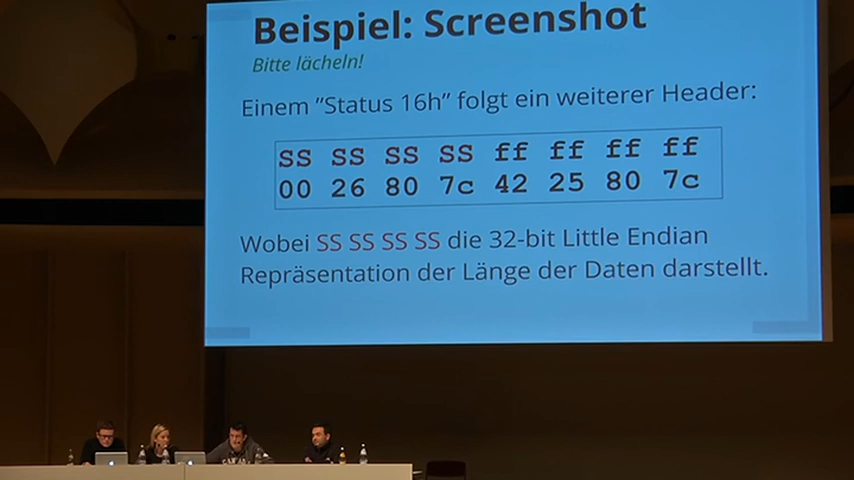 Beispiel: Screenshot
Bitte lächeln!
Einem "Status 16h" folgt ein weiterer Header:
SS SS SS SS ff ff ff ff
00 26 80 7c 42 25 80 7c
Wobei SS SS SS SS die 32-bit Little Endian
Repräsentation der Länge der Daten darstellt.